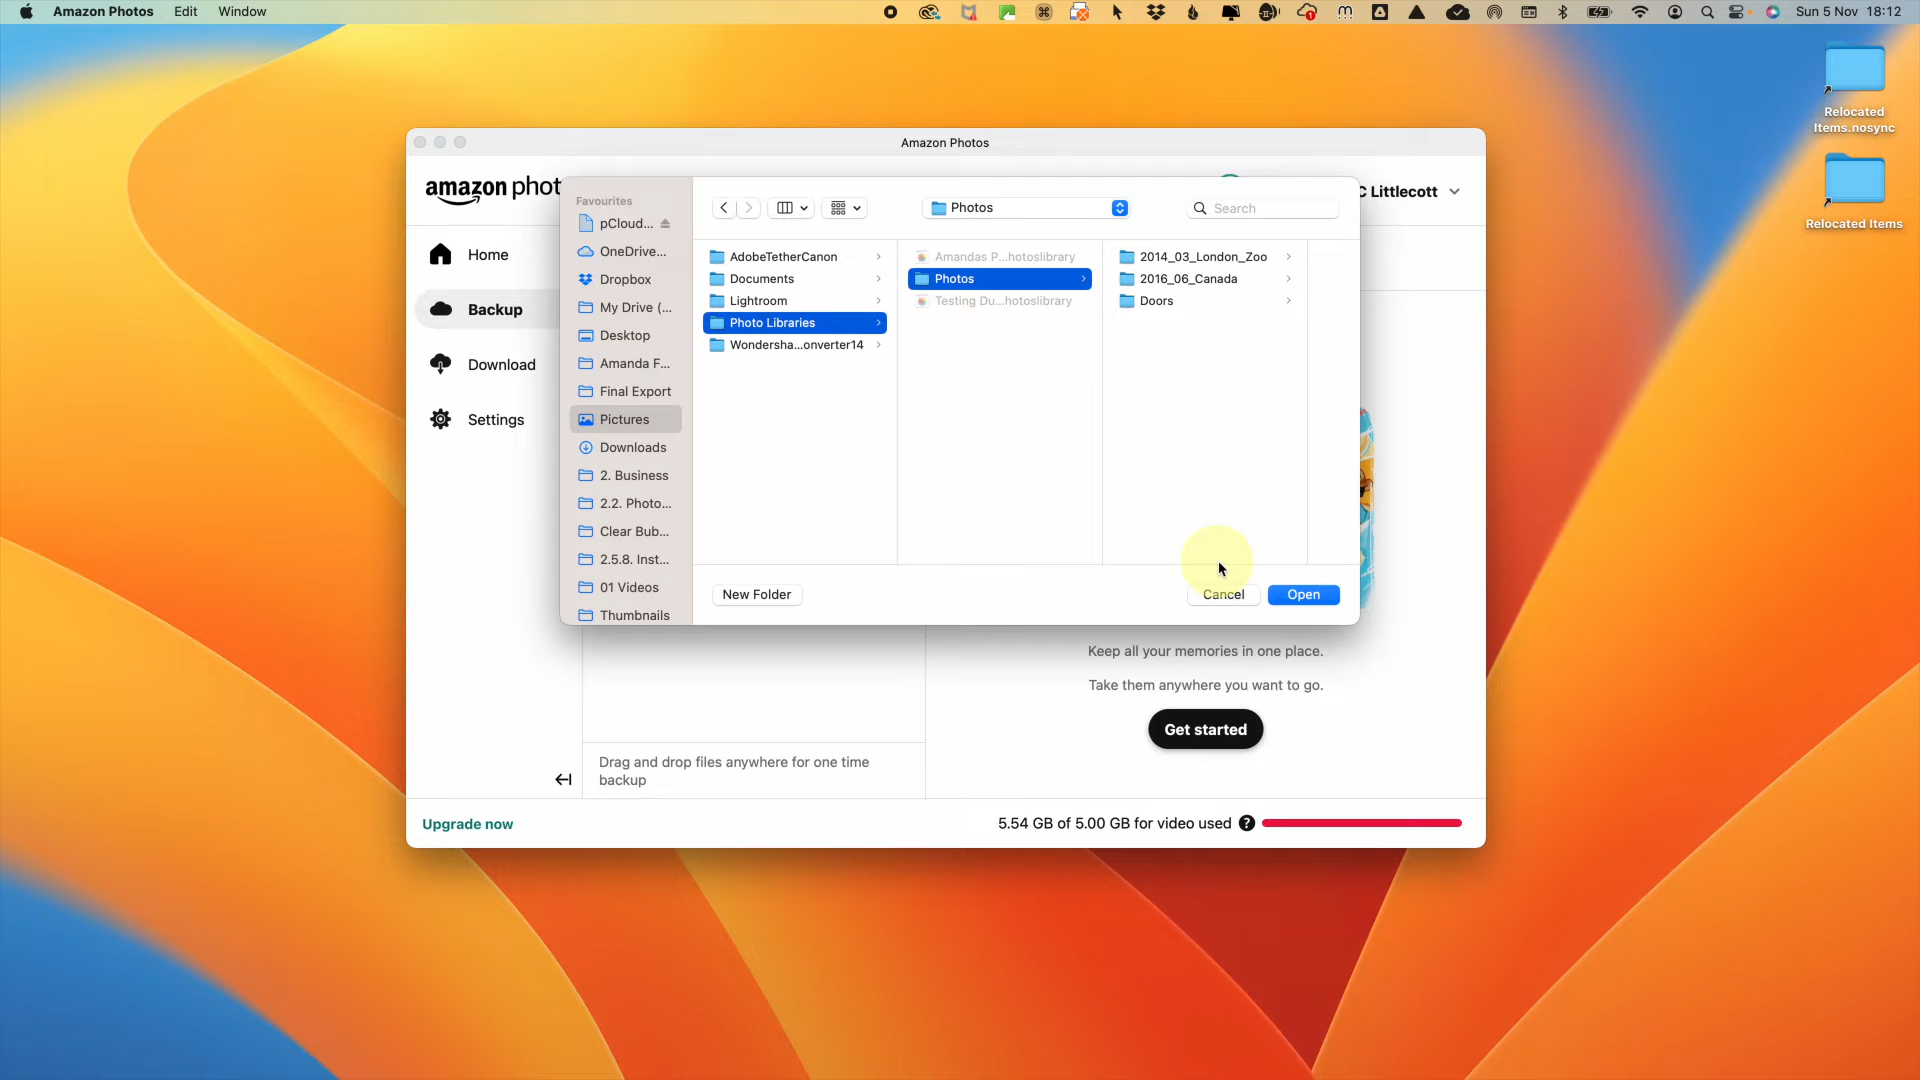 Amazon Photos Edit Window
Sun 5 Nov 18:12
Relocated
Items.nosync
Relocated Items
Amazon Photos
amazon phot
C Littlecott
Home
Backup
Download
Settings
Favourites
pCloud...
OneDrive...
Dropbox
My Drive (...
Desktop
Amanda F...
Final Export
Pictures
Downloads
2. Business
2.2. Photo...
Clear Bub...
2.5.8. Inst...
01 Videos
Thumbnails
Photos
Search
AdobeTetherCanon
Documents
Lightroom
Photo Libraries
Wondersha...onverter14
Amandas P...hotoslibrary
Photos
Testing Du...hotoslibrary
2014_03_London_Zoo
2016_06_Canada
Doors
New Folder
Cancel
Open
Keep all your memories in one place.
Take them anywhere you want to go.
Get started
Drag and drop files anywhere for one time
backup
Upgrade now
5.54 GB of 5.00 GB for video used ?